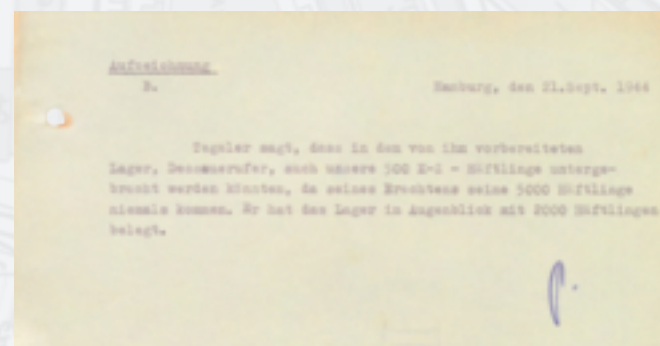 Aufzeichnung
B.
Hamburg, den 21.Sept. 1944
Tegeler sagt, dass in den von ihm vorbereiteten
Lager, Dessauerufer, auch unsere 500 K-Z - Häftlinge unterge-
bracht werden könnten, da seines Erachtens seine 5000 Häftlinge
niemals kommen. Er hat das Lager im Augenblick mit 2000 Häftlingen
belegt.